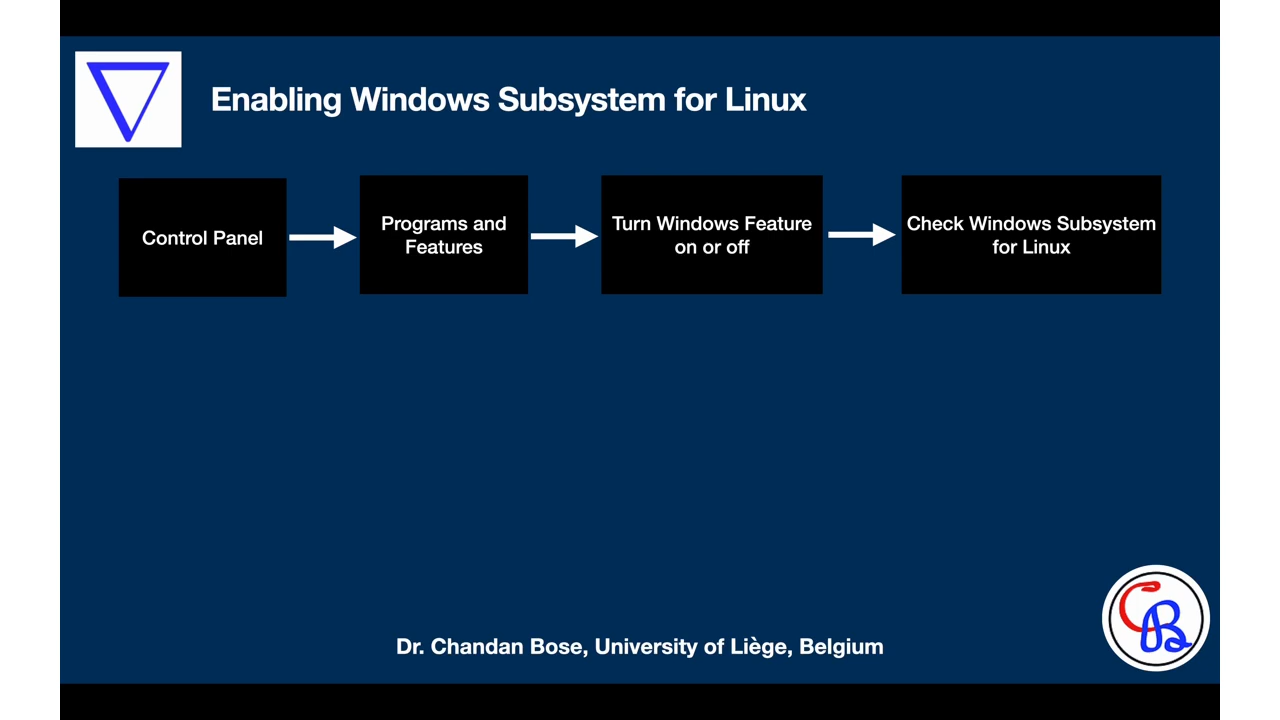 Enabling Windows Subsystem for Linux
Control Panel
Programs and
Features
Turn Windows Feature
on or off
Check Windows Subsystem
for Linux
Dr. Chandan Bose, University of Liège, Belgium
CB